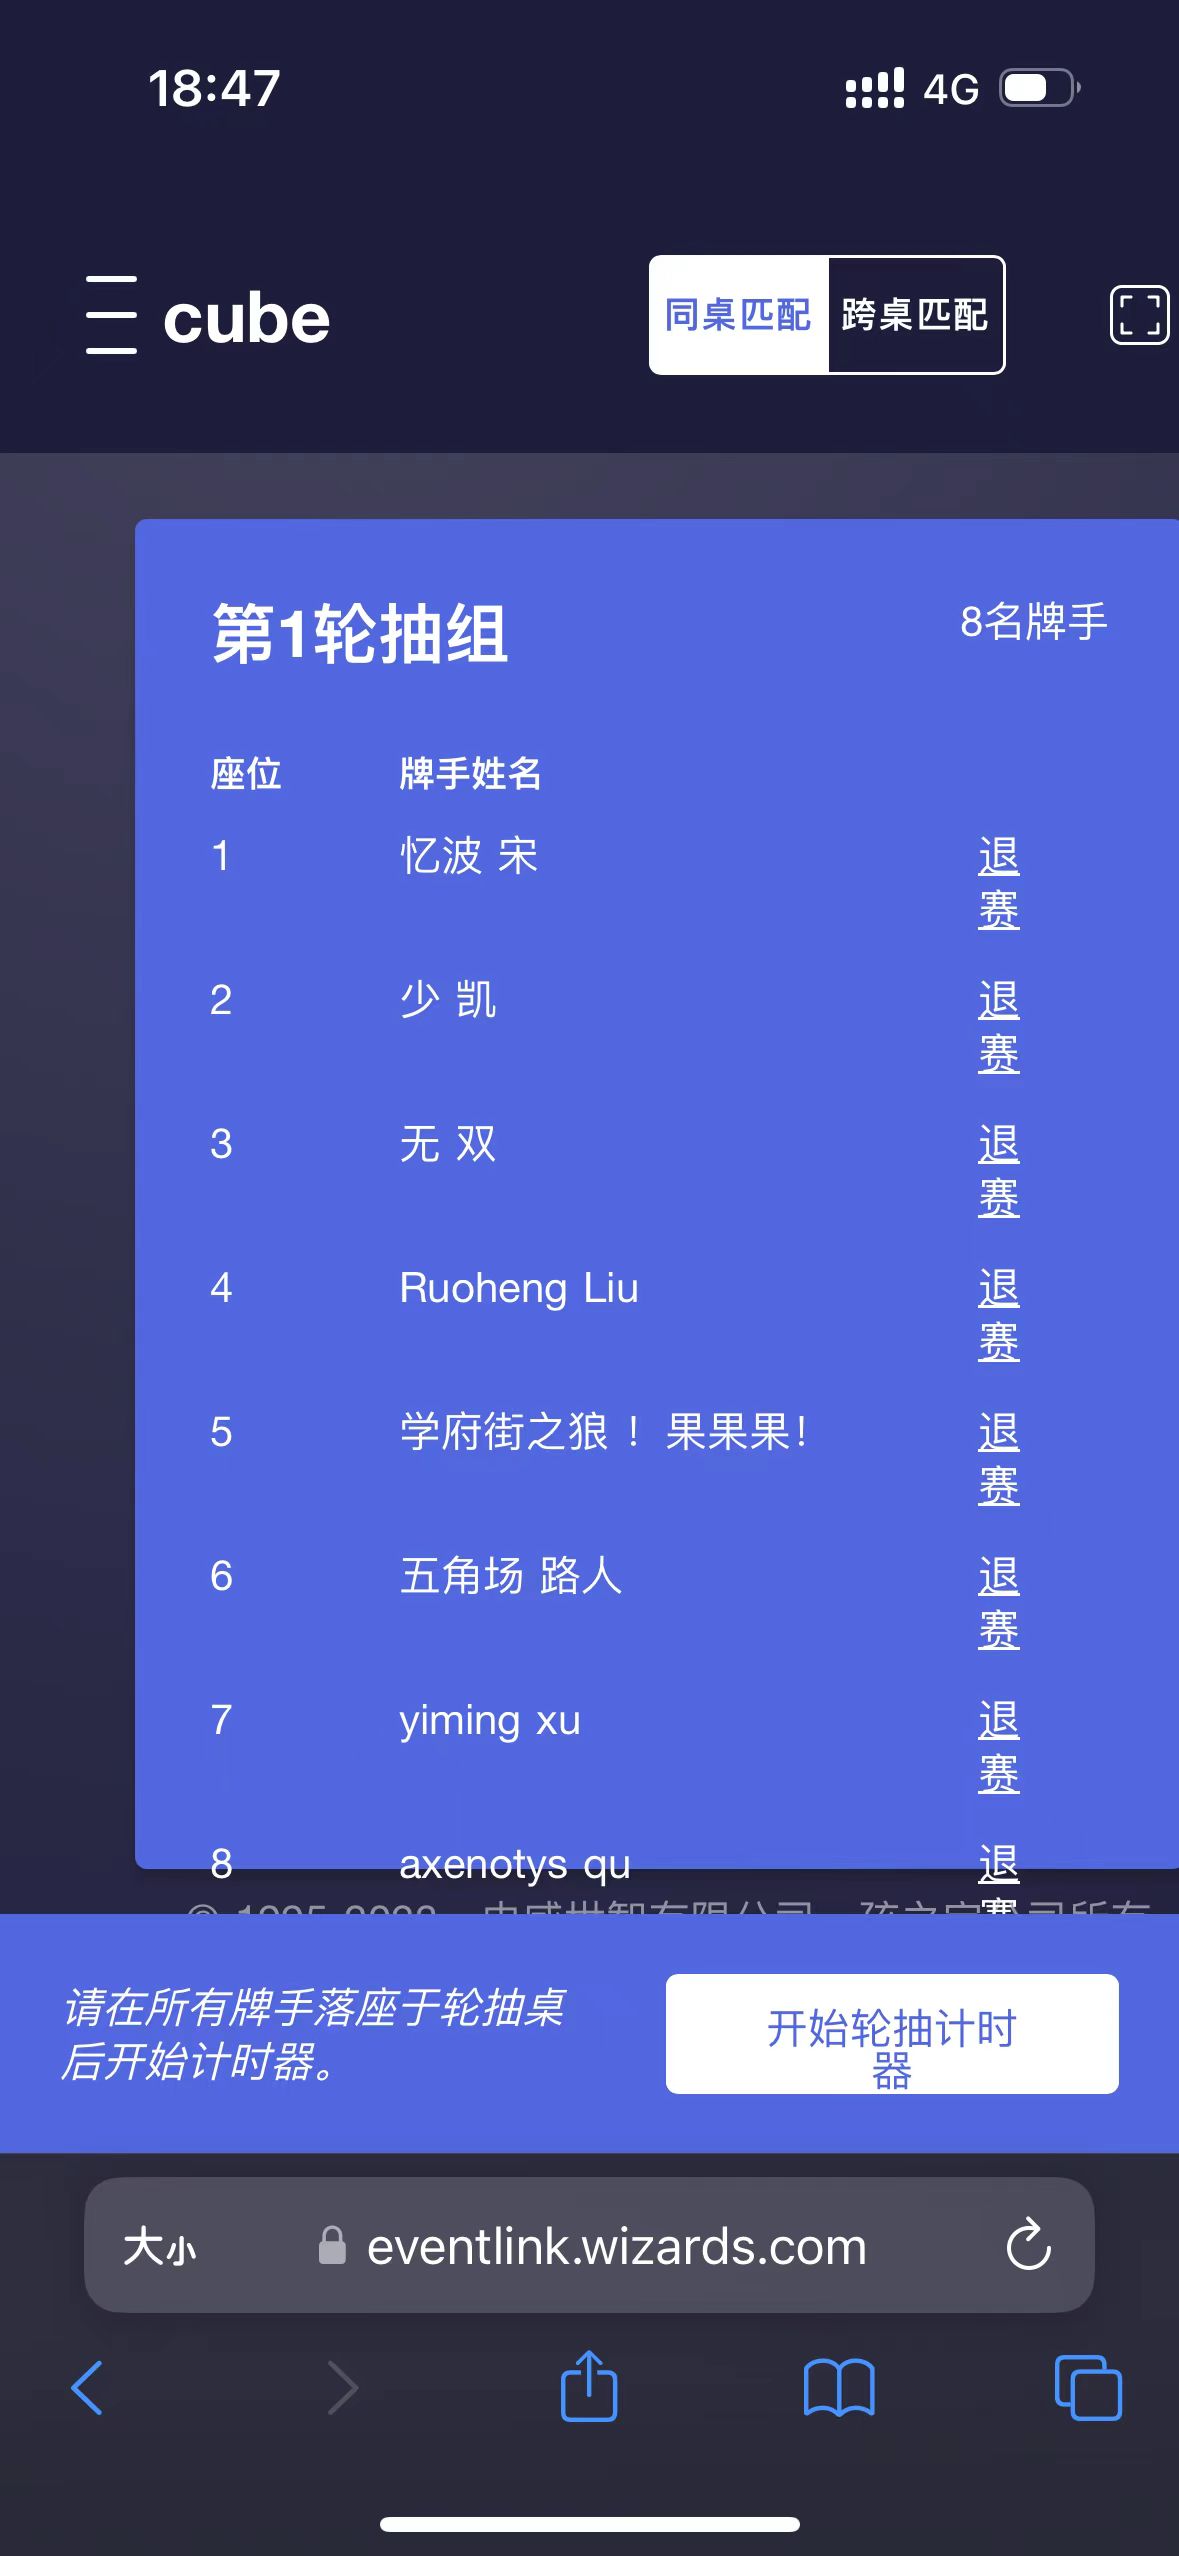 18:47
4G
cube
同桌匹配
跨桌匹配
第1轮抽组
8名牌手
座位
牌手姓名
1 忆波 宋 退
赛
2 少 凯 退
赛
3 无 双 退
赛
4 Ruoheng Liu 退
赛
5 学府街之狼 ！ 果果果! 退
赛
6 五角场 路人 退
赛
7 yiming xu 退
赛
8 axenotys qu 退
请在所有牌手落座于轮抽桌
后开始计时器。
开始轮抽计时
器
大小
eventlink.wizards.com